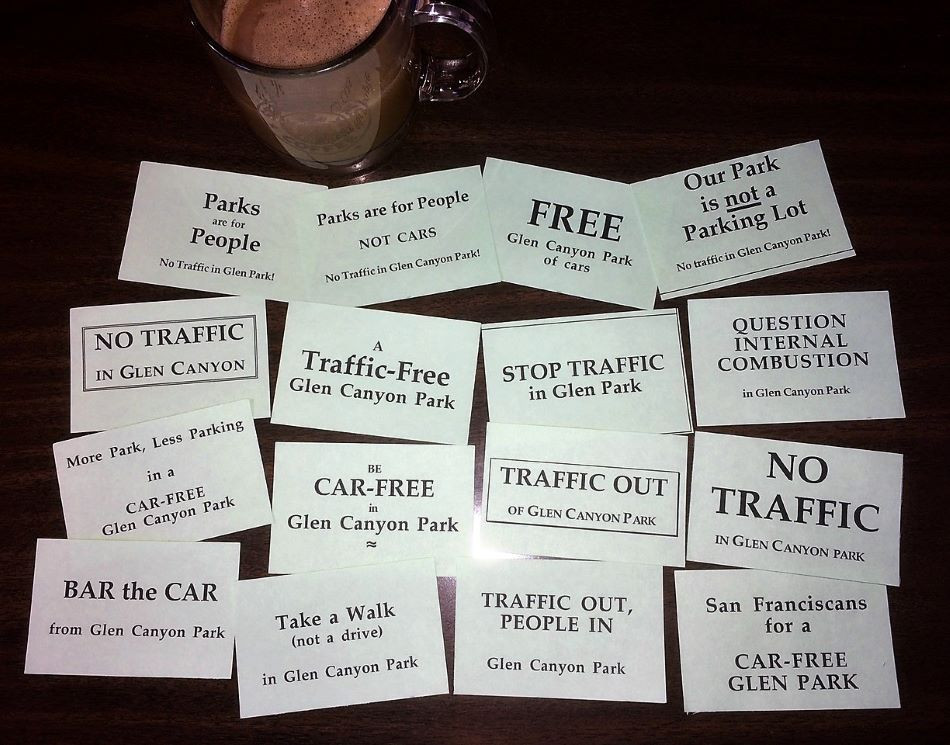 Parks
are for
People
No Traffic in Glen Park!
Parks are for People
NOT CARS
No Traffic in Glen Canyon Park!
FREE
Glen Canyon Park
of cars
Our Park
is not a
Parking Lot
No traffic in Glen Canyon Park!
NO TRAFFIC
IN GLEN CANYON
A
Traffic-Free
Glen Canyon Park
STOP TRAFFIC
in Glen Park
QUESTION
INTERNAL
COMBUSTION
in Glen Canyon Park
More Park, Less Parking
in a
CAR-FREE
Glen Canyon Park
BE
CAR-FREE
in
Glen Canyon Park
≈
TRAFFIC OUT
OF GLEN CANYON PARK
NO
TRAFFIC
IN GLEN CANYON PARK
BAR the CAR
from Glen Canyon Park
Take a Walk
(not a drive)
in Glen Canyon Park
TRAFFIC OUT,
PEOPLE IN
Glen Canyon Park
San Franciscans
for a
CAR-FREE
GLEN PARK